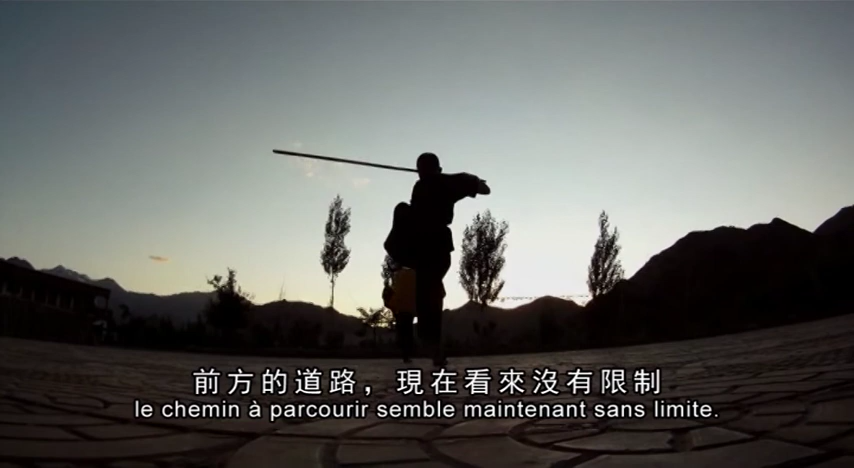 前方的道路，現在看來沒有限制
le chemin à parcourir semble maintenant sans limite.